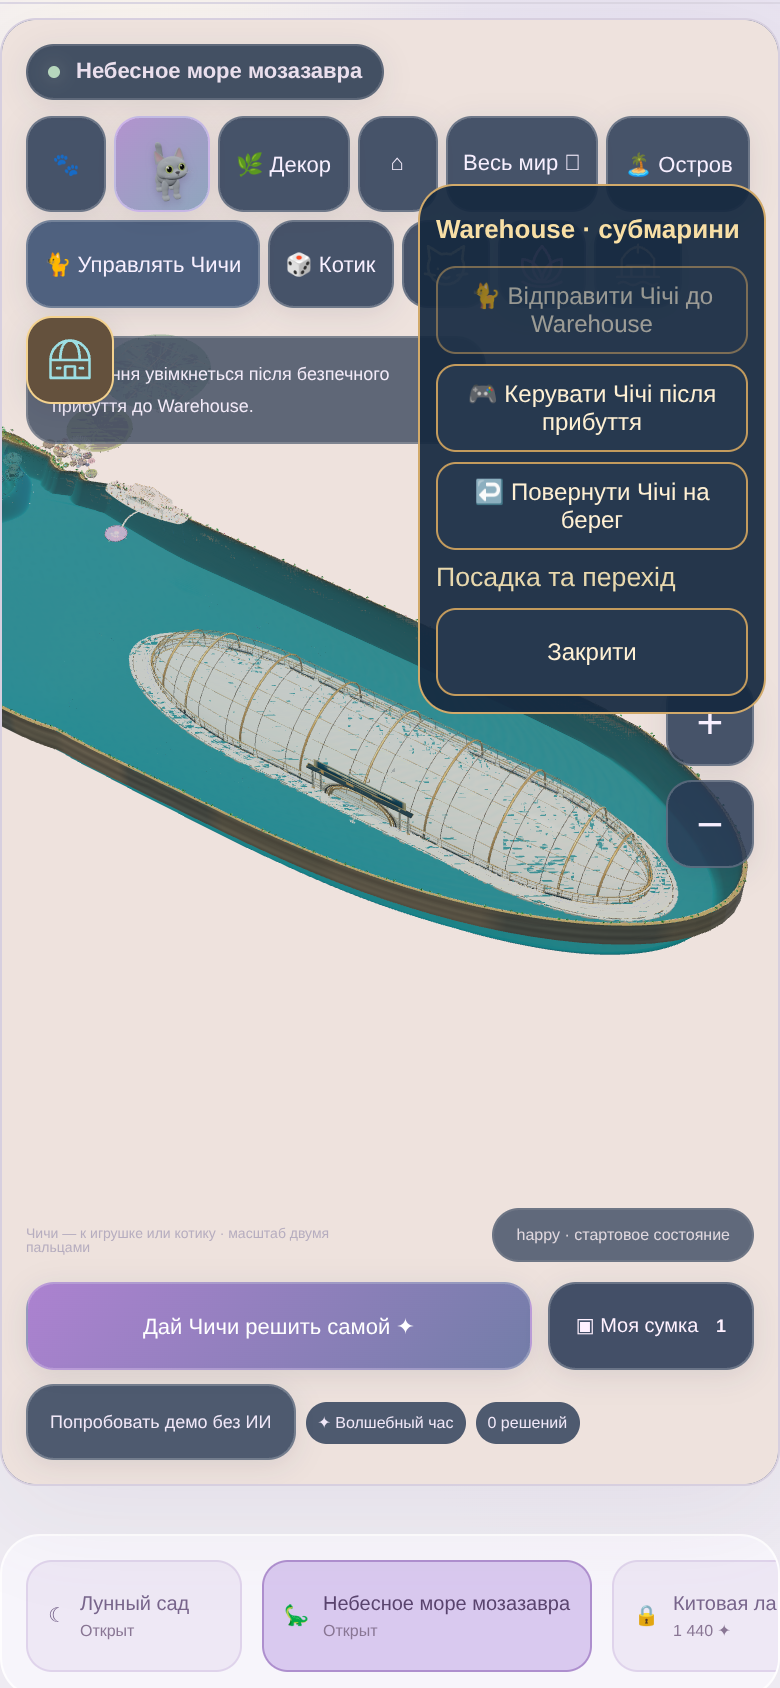 Небесное море мозазавра
Декор
Весь мир
Остров
Управлять Чичи
Котик
Warehouse · субмарини
Відправити Чічі до
Warehouse
Керувати Чічі після
прибуття
Повернути Чічі на
берег
Посадка та перехід
Закрити
увімкнеться після безпечного
прибуття до Warehouse.
+
−
Чичи — к игрушке или котику · масштаб двумя
пальцами
happy · стартовое состояние
Дай Чичи решить самой ✦
Моя сумка 1
Попробовать демо без ИИ
✦ Волшебный час
0 решений
Лунный сад
Открыт
Небесное море мозазавра
Открыт
Китовая ла
1 440 ✦